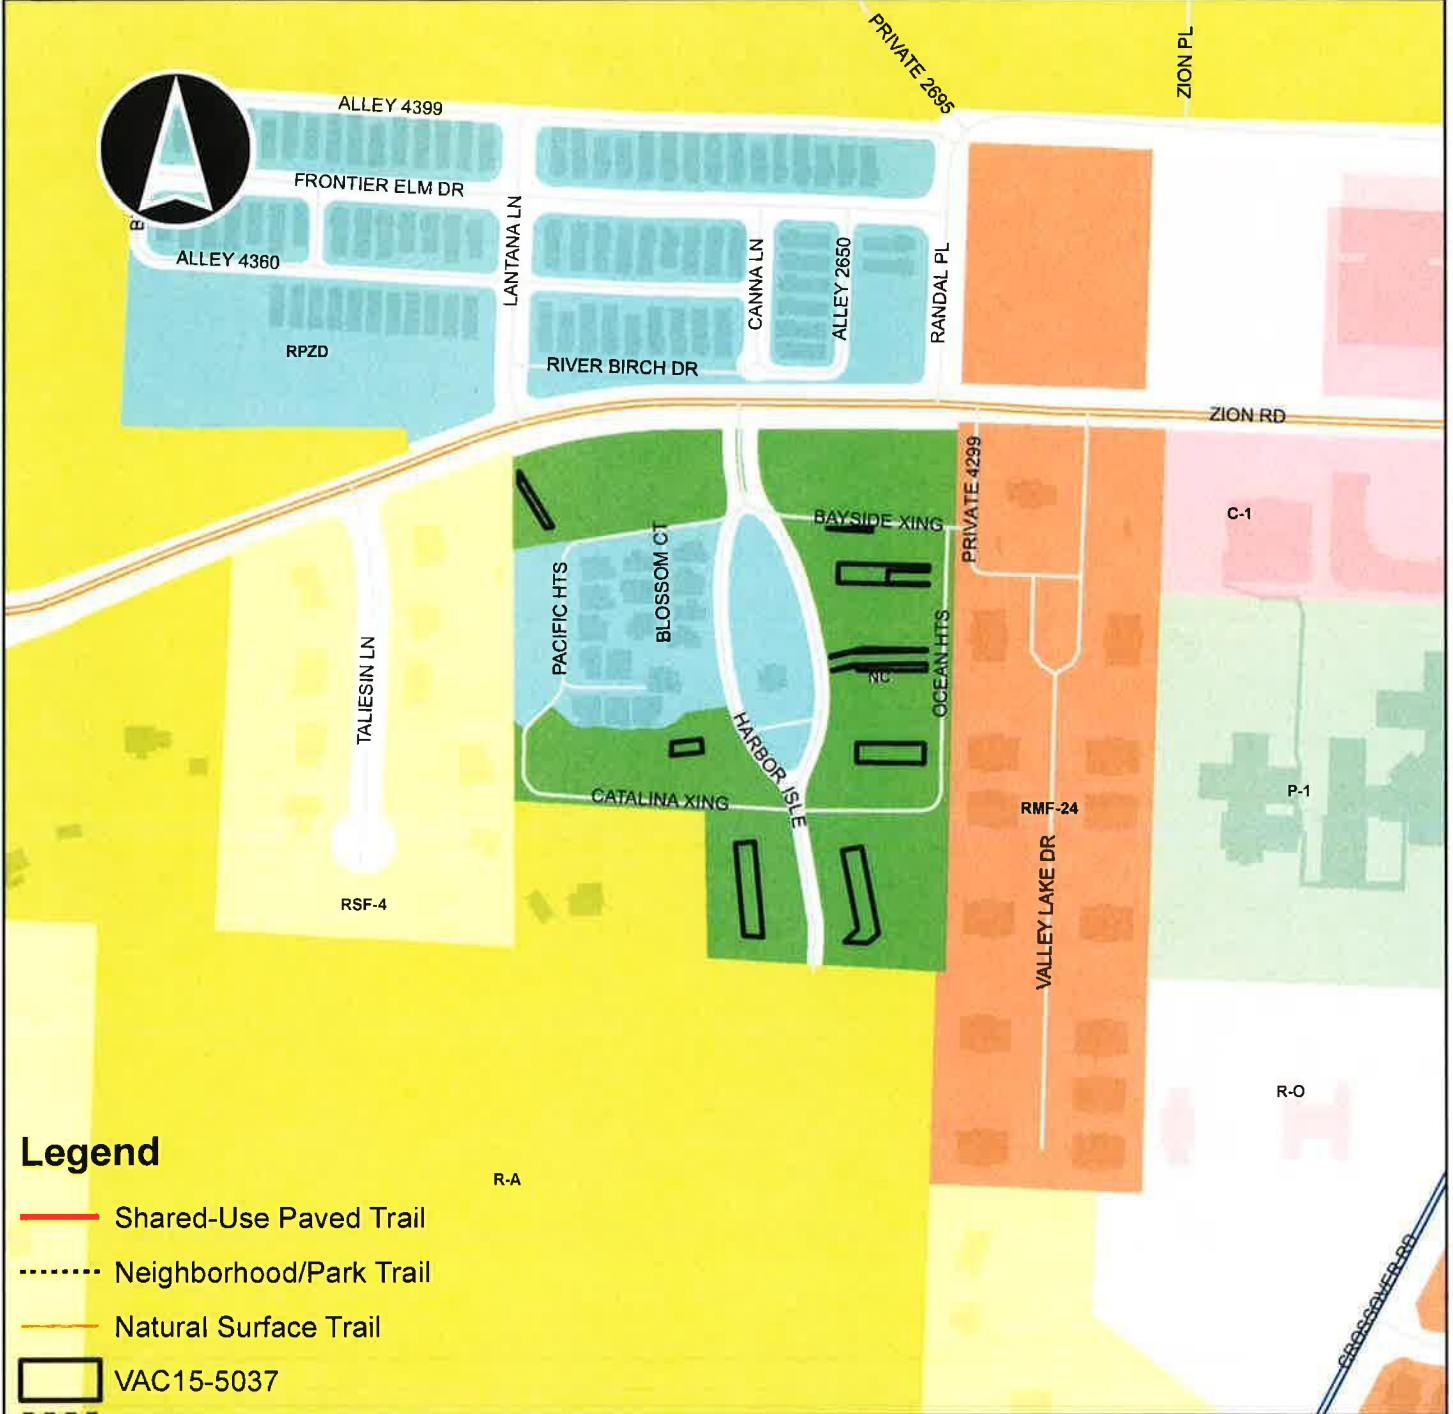 PRIVATE 2695
ZION PL
ALLEY 4399
FRONTIER ELM DR
LANTANA LN
ALLEY 4360
CANNA LN
ALLEY 2650
RANDAL PL
RPZD
RIVER BIRCH DR
ZION RD
PRIVATE 4299
BAYSIDE XING
C-1
BLOSSOM CT
PACIFIC HTS
OCEAN HTS
TALIESIN LN
NC
HARBOR ISLE
CATALINA XING
RMF-24
P-1
VALLEY LAKE DR
RSF-4
R-O
R-A
CROSSOVER RD
Legend
Shared-Use Paved Trail
Neighborhood/Park Trail
Natural Surface Trail
VAC15-5037